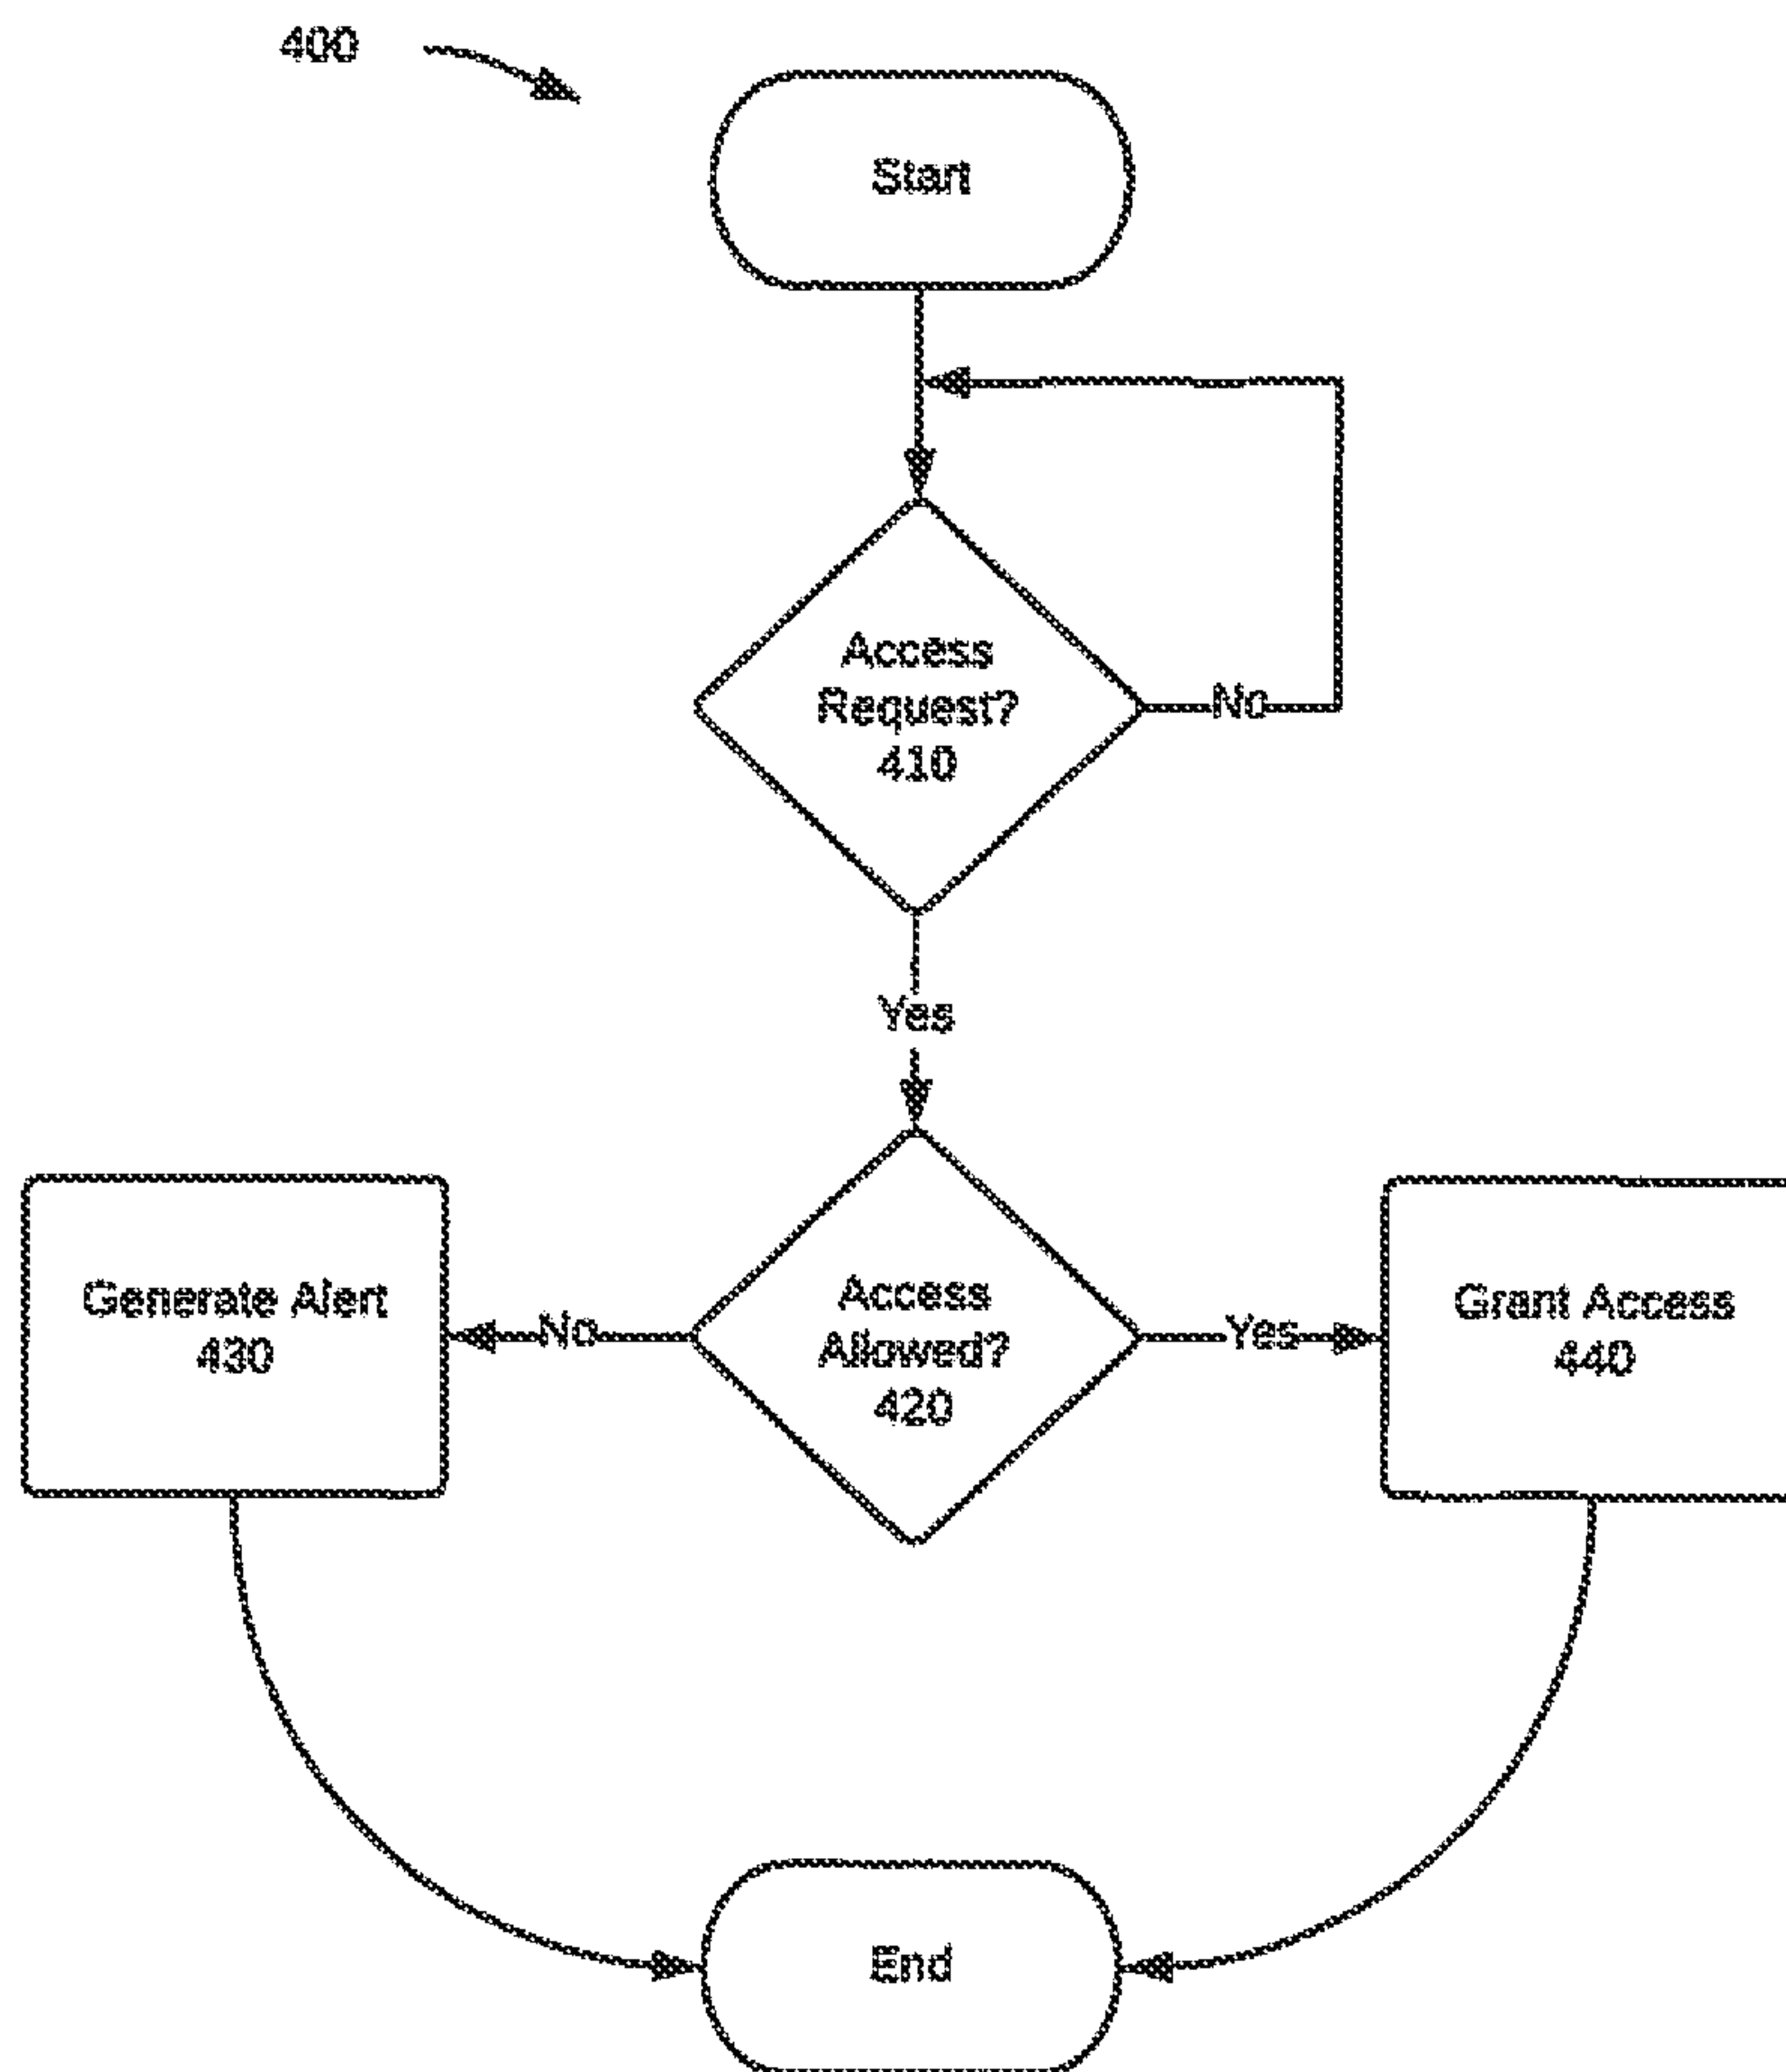 400
Start
Access
Request?
410
No
Yes
Generate Alert
430
No
Access
Allowed?
420
Yes
Grant Access
440
End